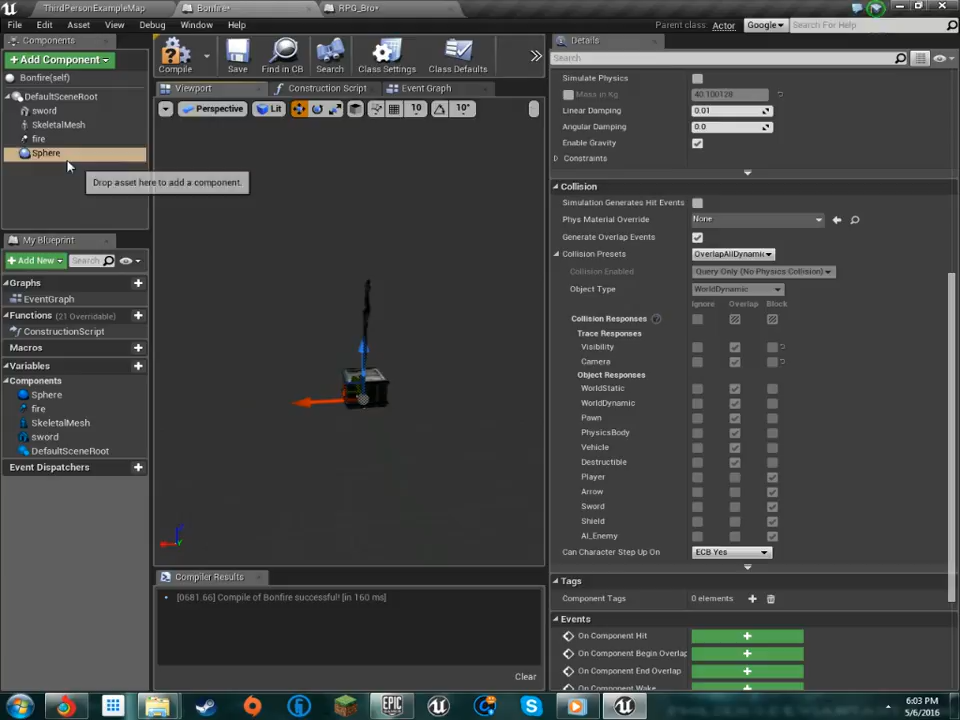 ThirdPersonExampleMap
Bonfire*
RPG_Bro*
File
Edit
Asset
View
Debug
Window
Help
Parent class: Actor
Google
Search For Help
Components
+ Add Component
Bonfire(self)
DefaultSceneRoot
sword
SkeletalMesh
fire
Sphere
Drop asset here to add a component.
My Blueprint
+ Add New
Search
Graphs
EventGraph
Functions (21 Overridable)
ConstructionScript
Macros
Variables
Components
Sphere
fire
SkeletalMesh
sword
DefaultSceneRoot
Event Dispatchers
Compile
Save
Find in CB
Search
Class Settings
Class Defaults
Viewport
Construction Script
Event Graph
Perspective
Lit
10
10°
Compiler Results
[0681.66] Compile of Bonfire successful! [in 160 ms]
Clear
Details
Search
Simulate Physics
Mass in Kg
40.100128
Linear Damping
0.01
Angular Damping
0.0
Enable Gravity
Constraints
Collision
Simulation Generates Hit Events
Phys Material Override
None
Generate Overlap Events
Collision Presets
OverlapAllDynamic
Collision Enabled
Query Only (No Physics Collision)
Object Type
WorldDynamic
Ignore Overlap Block
Collision Responses
Trace Responses
Visibility
Camera
Object Responses
WorldStatic
WorldDynamic
Pawn
PhysicsBody
Vehicle
Destructible
Player
Arrow
Sword
Shield
AI_Enemy
Can Character Step Up On
ECB Yes
Tags
Component Tags
0 elements
Events
On Component Hit
On Component Begin Overlap
On Component End Overlap
On Component Wake
EPIC
6:03 PM
5/6/2016